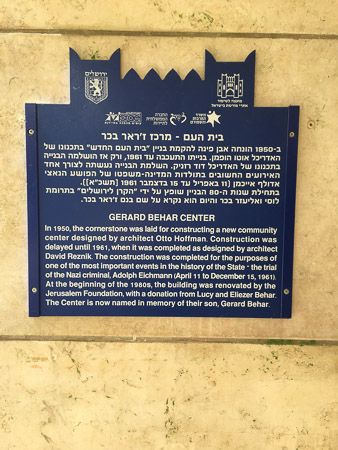 ירושלים
בית העם - מרכז ז'ראר בכר
ב-1950 הונחה אבן פינה להקמת בניין "בית העם החדש" בתכנונו של
האדריכל אוטו הופמן. בנייתו התעכבה עד 1961, ורק אז הושלמה הבנייה
בתכנונו של האדריכל דוד רזניק. השלמת הבנייה נעשתה לצורך אחד
האירועים החשובים בתולדות המדינה-משפטו של הפושע הנאצי
אדולף אייכמן [11 באפריל עד 15 בדצמבר 1961 [תשכ"א]].
בתחילת שנות ה-80 הבניין שופץ על ידי "הקרן לירושלים" בתרומת
לוסי ואליעזר בכר והיום הוא נקרא על שם בנם ז'ראר בכר.
GERARD BEHAR CENTER
In 1950, the cornerstone was laid for constructing a new community
center designed by architect Otto Hoffman. Construction was
delayed until 1961, when it was completed as designed by architect
David Reznik. The construction was completed for the purposes of
one of the most important events in the history of the State - the trial
of the Nazi criminal, Adolph Eichmann (April 11 to December 15, 1961).
At the beginning of the 1980s, the building was renovated by the
Jerusalem Foundation, with a donation from Lucy and Eliezer Behar.
The Center is now named in memory of their son, Gerard Behar.